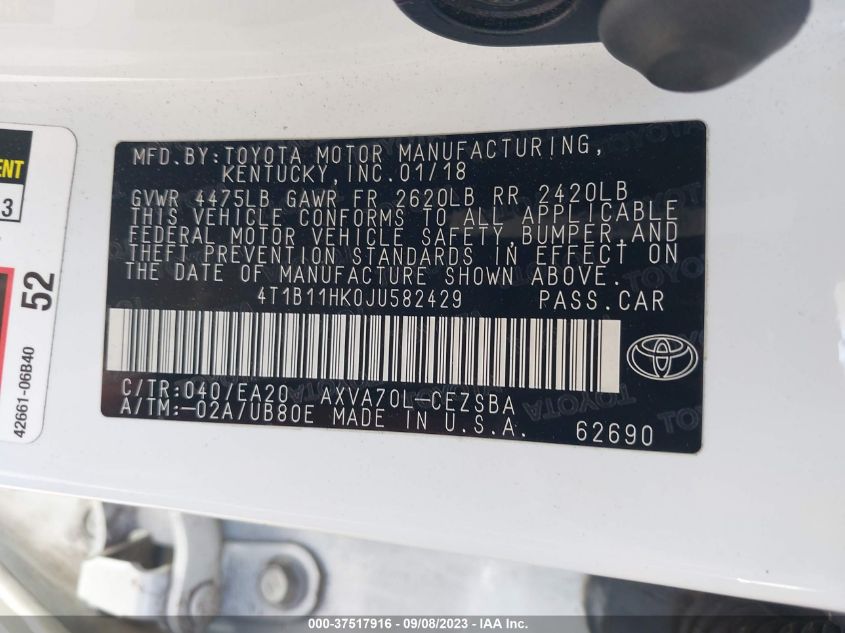 MFD.BY:TOYOTA MOTOR MANUFACTURING,
KENTUCKY,INC.01/18
GVWR 4475LB GAWR FR 2620LB RR 2420LB
THIS VEHICLE CONFORMS TO ALL APPLICABLE
FEDERAL MOTOR VEHICLE SAFETY,BUMPER,AND
THEFT PREVENTION STANDARDS IN EFFECT ON
THE DATE OF MANUFACTURE SHOWN ABOVE.
4T1B11HK0JU582429 PASS.CAR
C/TR:040/EA20 AXVA70L-CEZSBA
A/TM:-02A/UB80E MADE IN U.S.A.
62690
52
42661-06B40
000-37517916 - 09/08/2023 - IAA Inc.